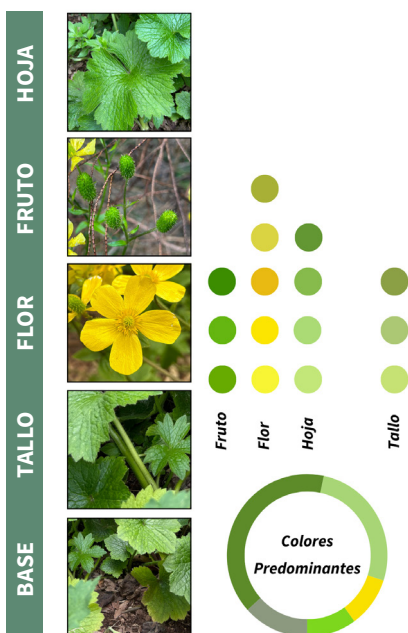 HOJA
FRUTO
FLOR
TALLO
BASE
Fruto
Flor
Hoja
Tallo
Colores
Predominantes